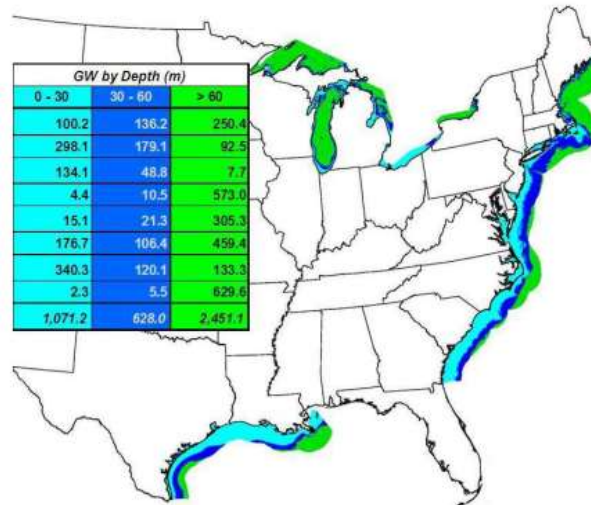 GW by Depth (m)
0 - 30 30 - 60 > 60
100.2 136.2 250.4
298.1 179.1 92.5
134.1 48.8 7.7
4.4 10.5 573.0
15.1 21.3 305.3
176.7 106.4 459.4
340.3 120.1 133.3
2.3 5.5 629.6
1,071.2 628.0 2,451.1